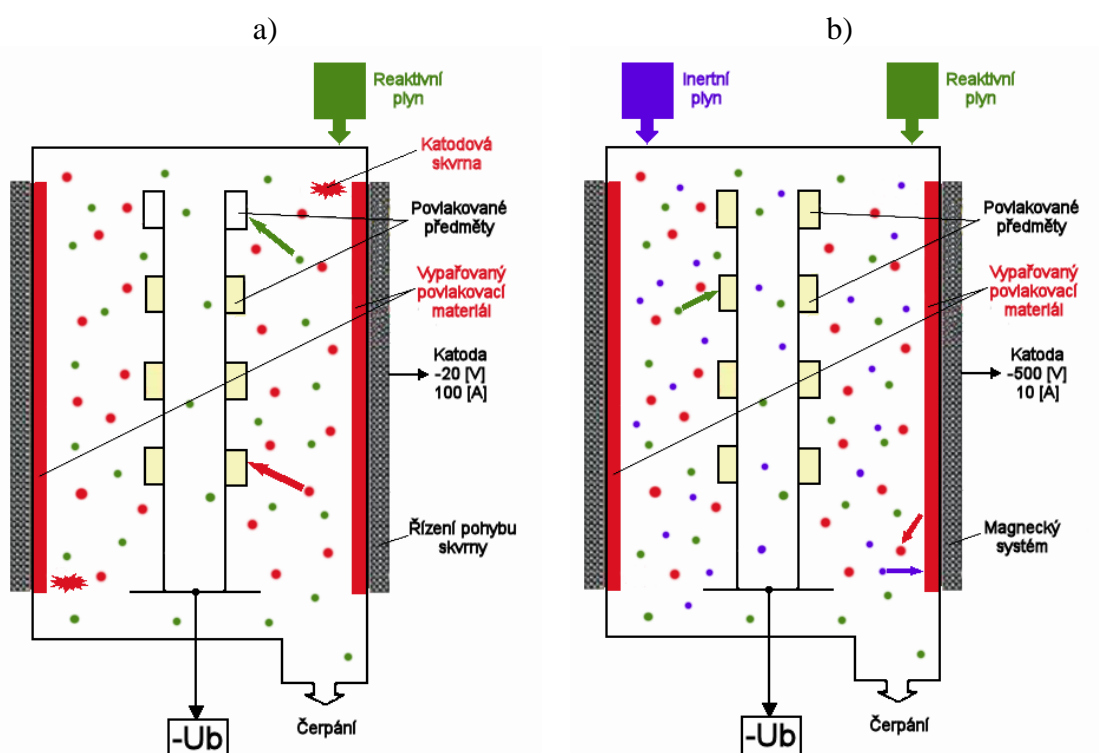 a)
Reaktivní
plyn
Katodová
skvrna
Povlakované
předměty
Vypařovaný
povlakovací
materiál
Katoda
-20 [V]
100 [A]
Řízení pohybu
skvrny
Čerpání
-Ub
b)
Inertní
plyn
Reaktivní
plyn
Povlakované
předměty
Vypařovaný
povlakovací
materiál
Katoda
-500 [V]
10 [A]
Magnecký
systém
Čerpání
-Ub